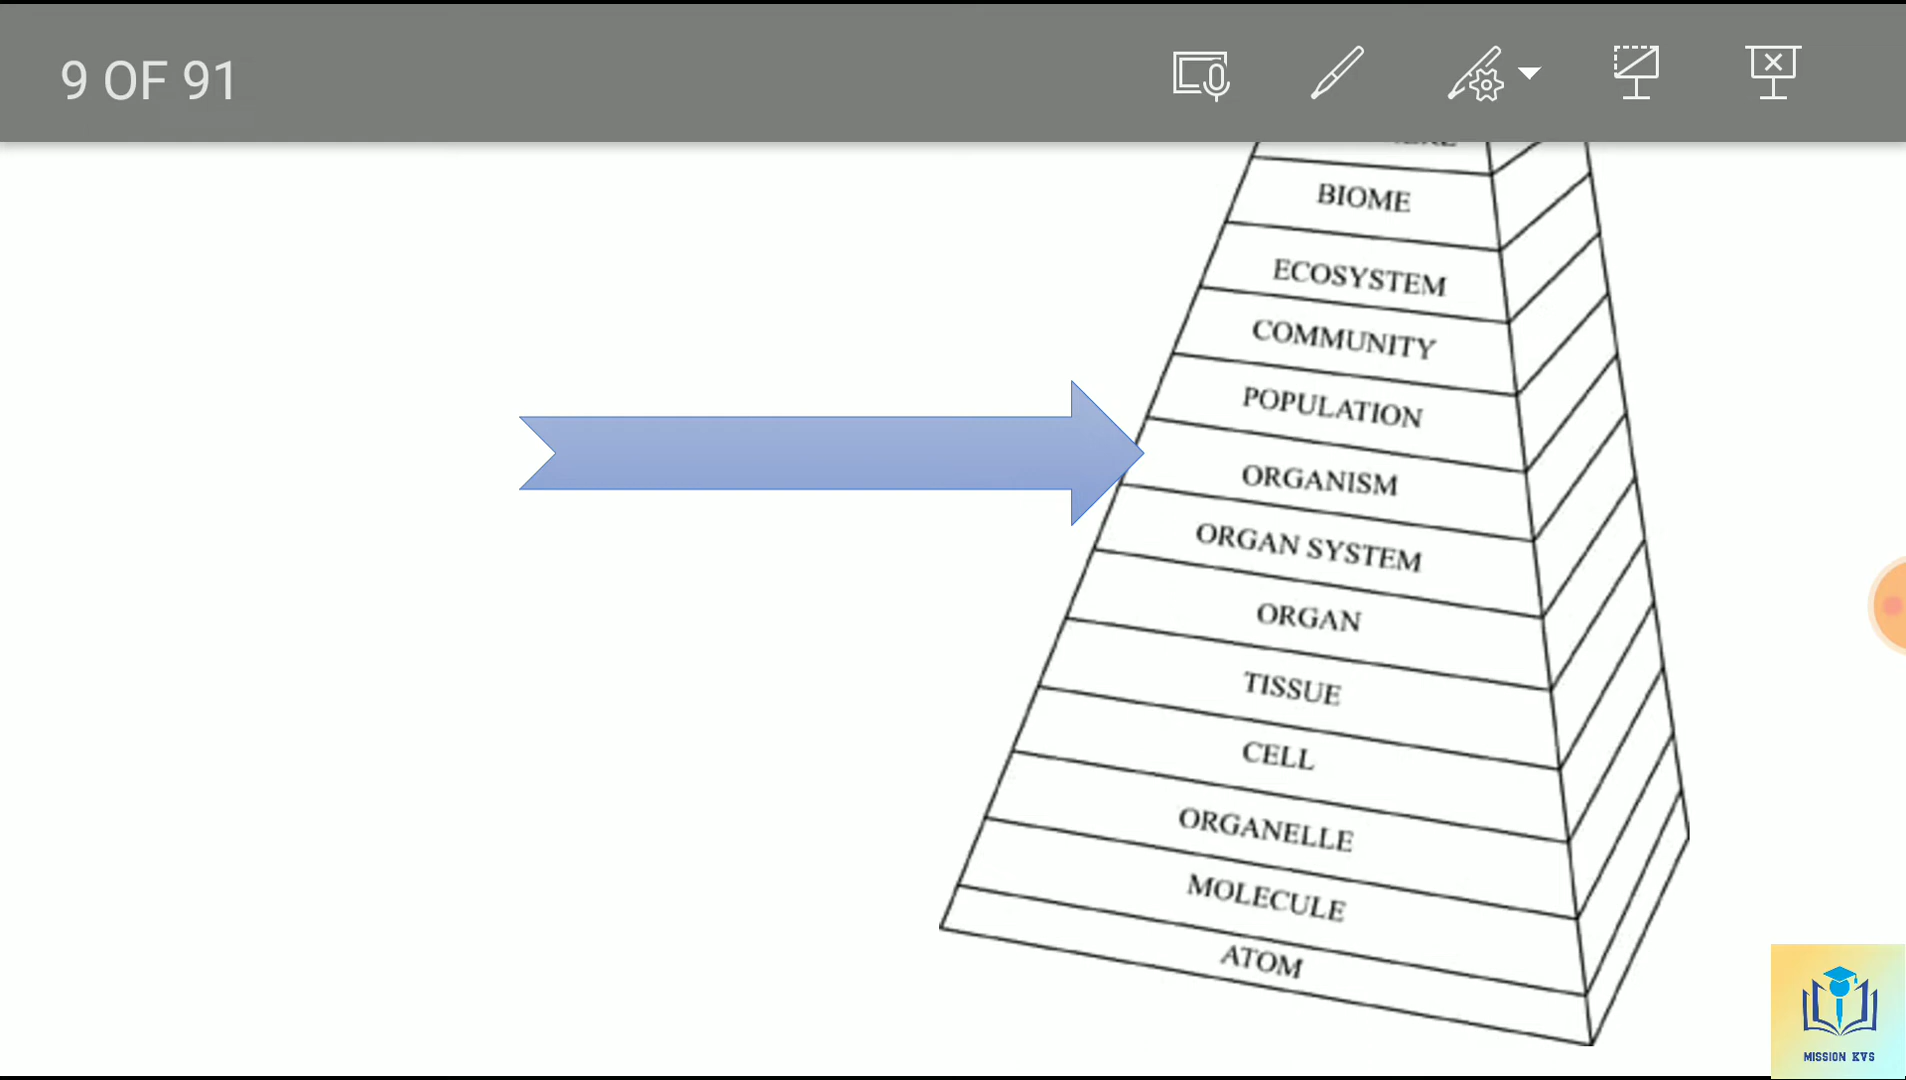 9 OF 91
BIOME
ECOSYSTEM
COMMUNITY
POPULATION
ORGANISM
ORGAN SYSTEM
ORGAN
TISSUE
CELL
ORGANELLE
MOLECULE
ATOM
MISSION KVS